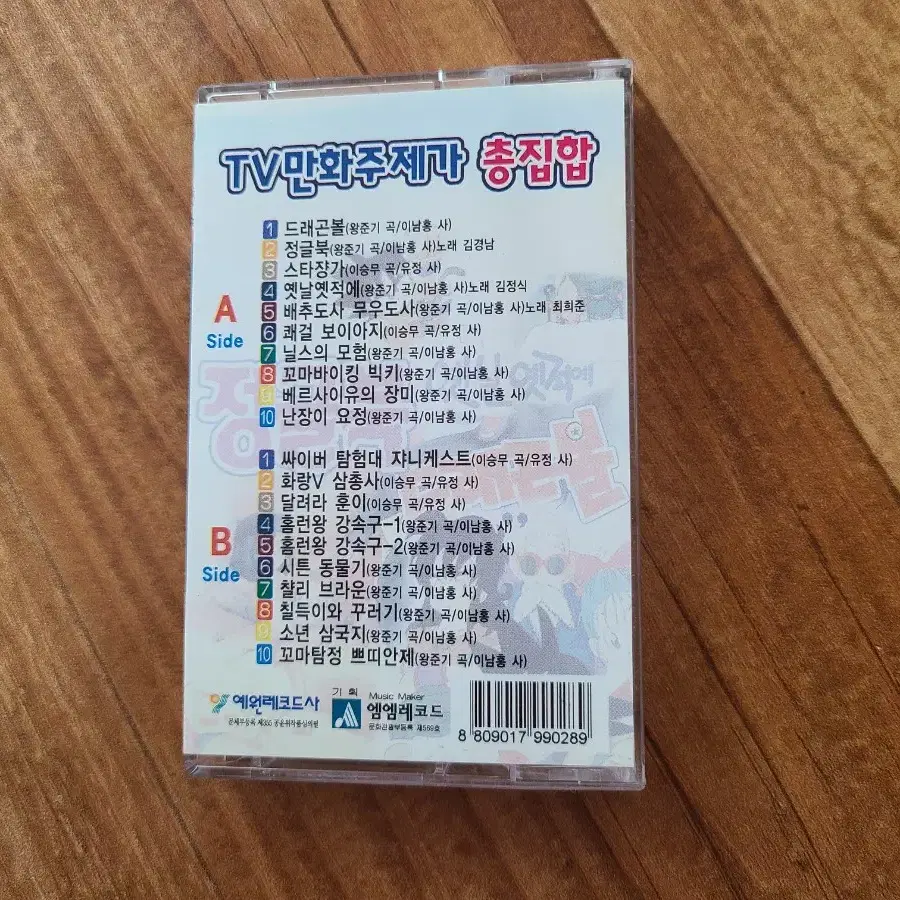 TV만화주제가 총집합
A Side
1 드래곤볼(왕준기 곡/이남홍 사)
2 정글북(왕준기 곡/이남홍 사)노래 김경남
3 스타장가(이승무 곡/유정 사)
4 옛날옛적에(왕준기 곡/이남홍 사)노래 김정식
5 배추도사 무우도사(왕준기 곡/이남홍 사)노래 최희준
6 쾌걸 보이아지(이승무 곡/유정 사)
7 닐스의 모험(왕준기 곡/이남홍 사)
8 꼬마바이킹 빅키(왕준기 곡/이남홍 사)
9 베르사이유의 장미(왕준기 곡/이남홍 사)
10 난장이 요정(왕준기 곡/이남홍 사)
B Side
1 싸이버 탐험대 쟈니케스트(이승무 곡/유정 사)
2 화랑V 삼총사(이승무 곡/유정 사)
3 달려라 훈이(이승무 곡/유정 사)
4 홈런왕 강속구-1(왕준기 곡/이남홍 사)
5 홈런왕 강속구-2(왕준기 곡/이남홍 사)
6 시튼 동물기(왕준기 곡/이남홍 사)
7 챨리 브라운(왕준기 곡/이남홍 사)
8 칠득이와 꾸러기(왕준기 곡/이남홍 사)
9 소년 삼국지(왕준기 곡/이남홍 사)
10 꼬마탐정 쁘띠안제(왕준기 곡/이남홍 사)
예원레코드사
기획
Music Maker
엠엠레코드
문화관광부등록 제569호
8 809017 990289